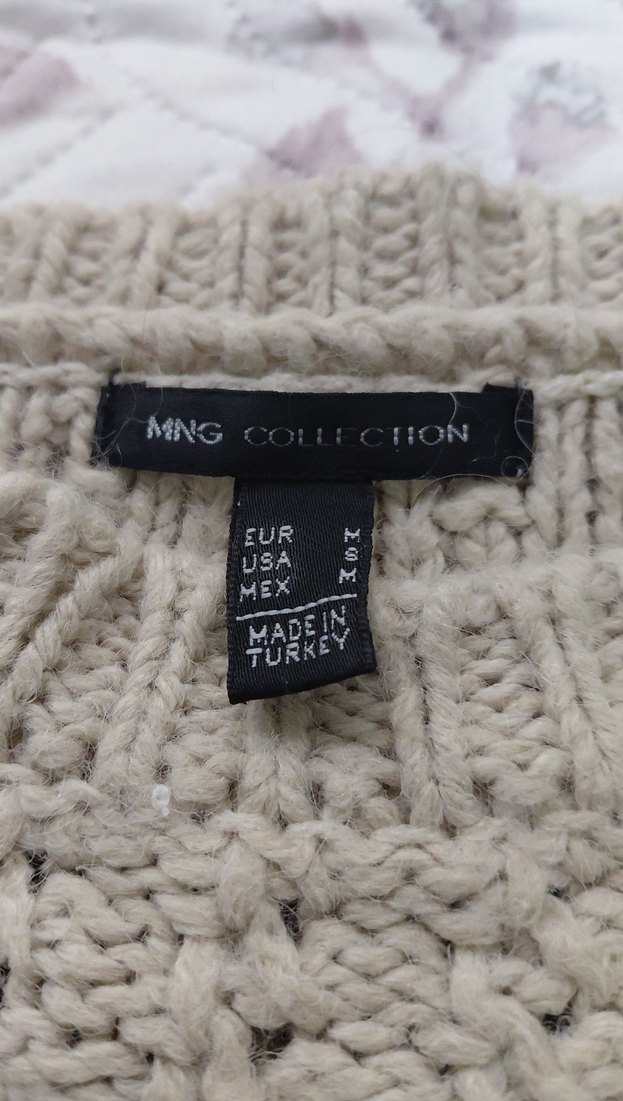 MNG COLLECTION
EUR M
USA S
MEX M
MADE IN
TURKEY